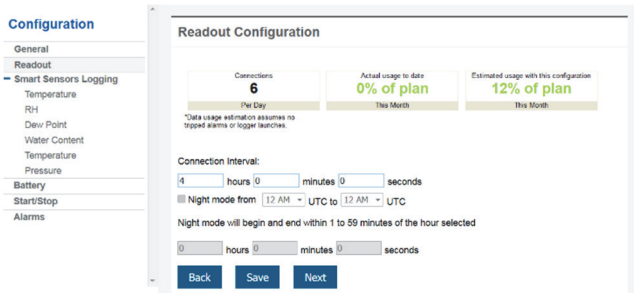 Configuration
General
Readout
Smart Sensors Logging
Temperature
RH
Dew Point
Water Content
Temperature
Pressure
Battery
Start/Stop
Alarms
Readout Configuration
Connections
6
Per Day
Actual usage to date
0% of plan
This Month
Estimated usage with this configuration
12% of plan
This Month
*Data usage estimation assumes no
tripped alarms or logger launches.
Connection Interval:
4 hours 0 minutes 0 seconds
Night mode from 12 AM UTC to 12 AM UTC
Night mode will begin and end within 1 to 59 minutes of the hour selected
0 hours 0 minutes 0 seconds
Back Save Next